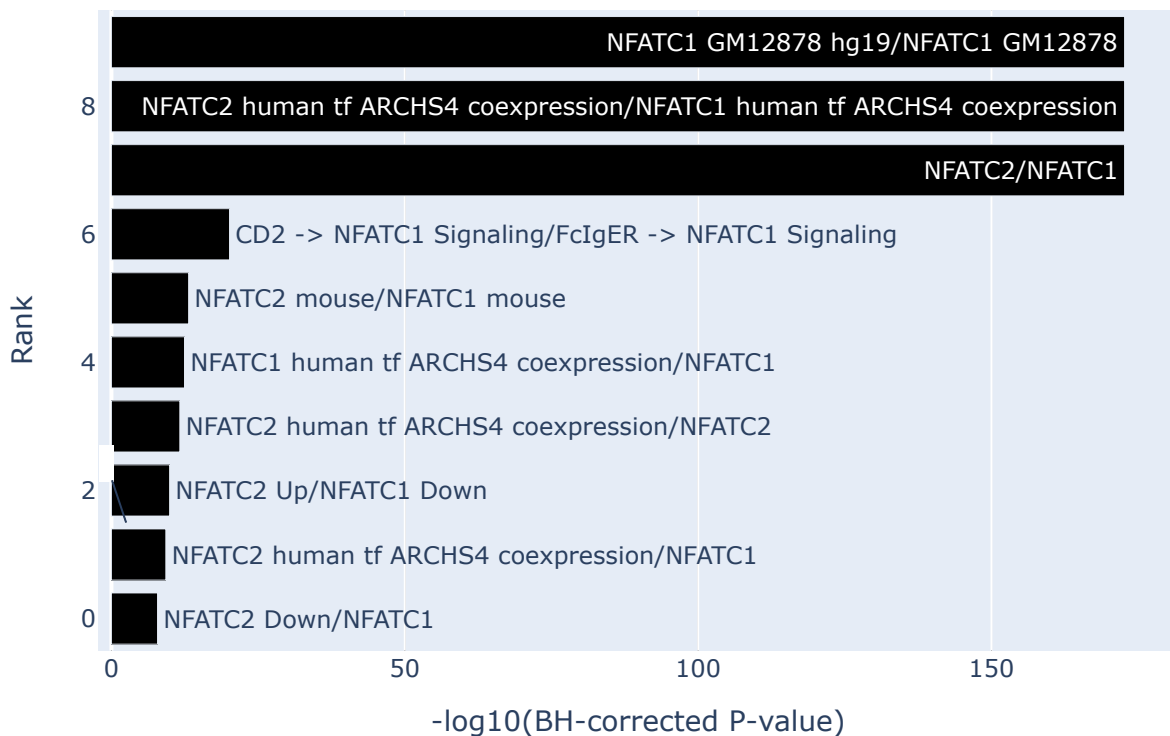 NFATC1 GM12878 hg19/NFATC1 GM12878
8
NFATC2 human tf ARCHS4 coexpression/NFATC1 human tf ARCHS4 coexpression
NFATC2/NFATC1
6
CD2 -> NFATC1 Signaling/FcIgER -> NFATC1 Signaling
NFATC2 mouse/NFATC1 mouse
Rank
4
NFATC1 human tf ARCHS4 coexpression/NFATC1
NFATC2 human tf ARCHS4 coexpression/NFATC2
2
NFATC2 Up/NFATC1 Down
NFATC2 human tf ARCHS4 coexpression/NFATC1
0
NFATC2 Down/NFATC1
0 50 100 150
-log10(BH-corrected P-value)